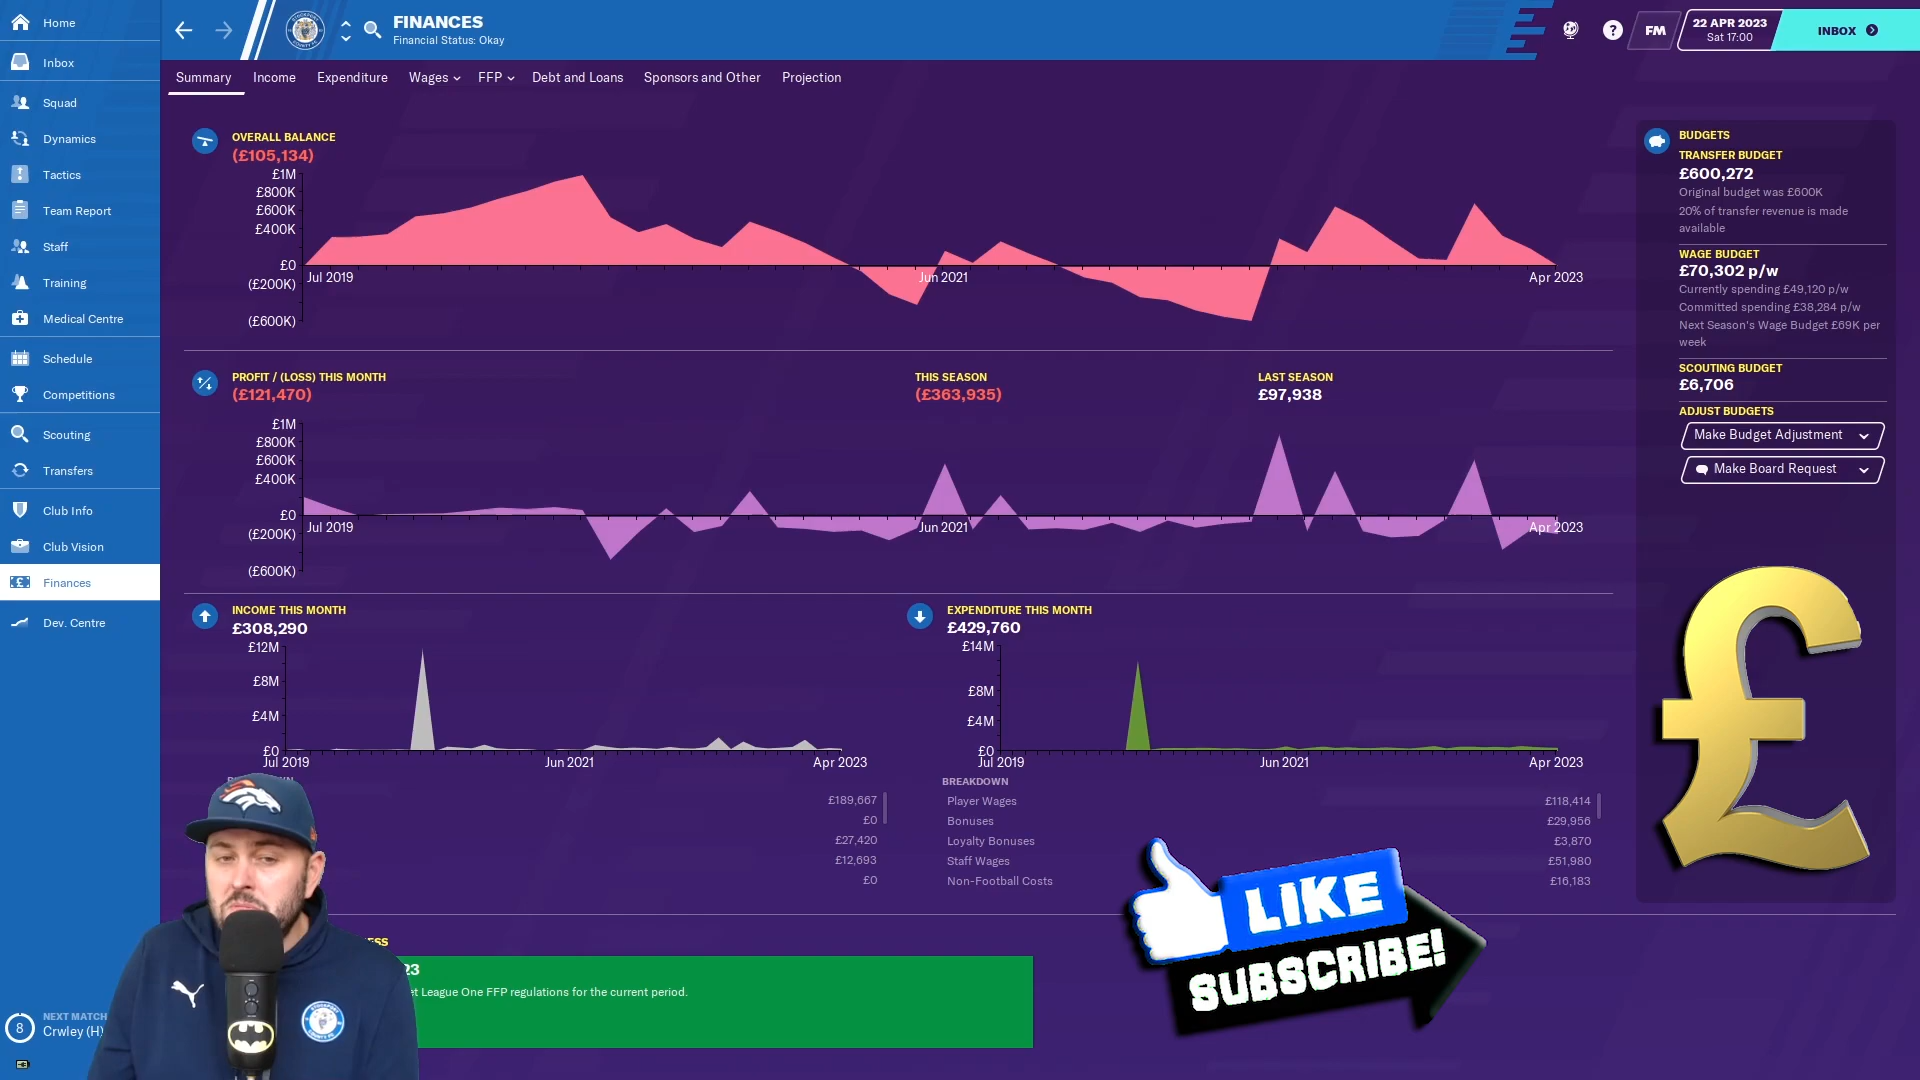 Home
Inbox
Squad
Dynamics
Tactics
Team Report
Staff
Training
Medical Centre
Schedule
Competitions
Scouting
Transfers
Club Info
Club Vision
Finances
Dev. Centre
NEXT MATCH
8
Crwley (H)
FINANCES
Financial Status: Okay
?
FM
22 APR 2023
Sat 17:00
INBOX
Summary
Income
Expenditure
Wages
FFP
Debt and Loans
Sponsors and Other
Projection
OVERALL BALANCE
(£105,134)
£1M
£800K
£600K
£400K
£0
(£200K)
(£600K)
Jul 2019
Jun 2021
Apr 2023
PROFIT / (LOSS) THIS MONTH
(£121,470)
THIS SEASON
(£363,935)
LAST SEASON
£97,938
£1M
£800K
£600K
£400K
£0
(£200K)
(£600K)
Jul 2019
Jun 2021
Apr 2023
INCOME THIS MONTH
£308,290
£12M
£8M
£4M
£0
Jul 2019
Jun 2021
Apr 2023
£189,667
£0
£27,420
£12,693
£0
EXPENDITURE THIS MONTH
£429,760
£14M
£8M
£4M
£0
Jul 2019
Jun 2021
Apr 2023
BREAKDOWN
Player Wages £118,414
Bonuses £29,956
Loyalty Bonuses £3,870
Staff Wages £51,980
Non-Football Costs £16,183
ESS
23
et League One FFP regulations for the current period.
LIKE
SUBSCRIBE!
BUDGETS
TRANSFER BUDGET
£600,272
Original budget was £600K
20% of transfer revenue is made
available
WAGE BUDGET
£70,302 p/w
Currently spending £49,120 p/w
Committed spending £38,284 p/w
Next Season's Wage Budget £69K per
week
SCOUTING BUDGET
£6,706
ADJUST BUDGETS
Make Budget Adjustment
Make Board Request
£